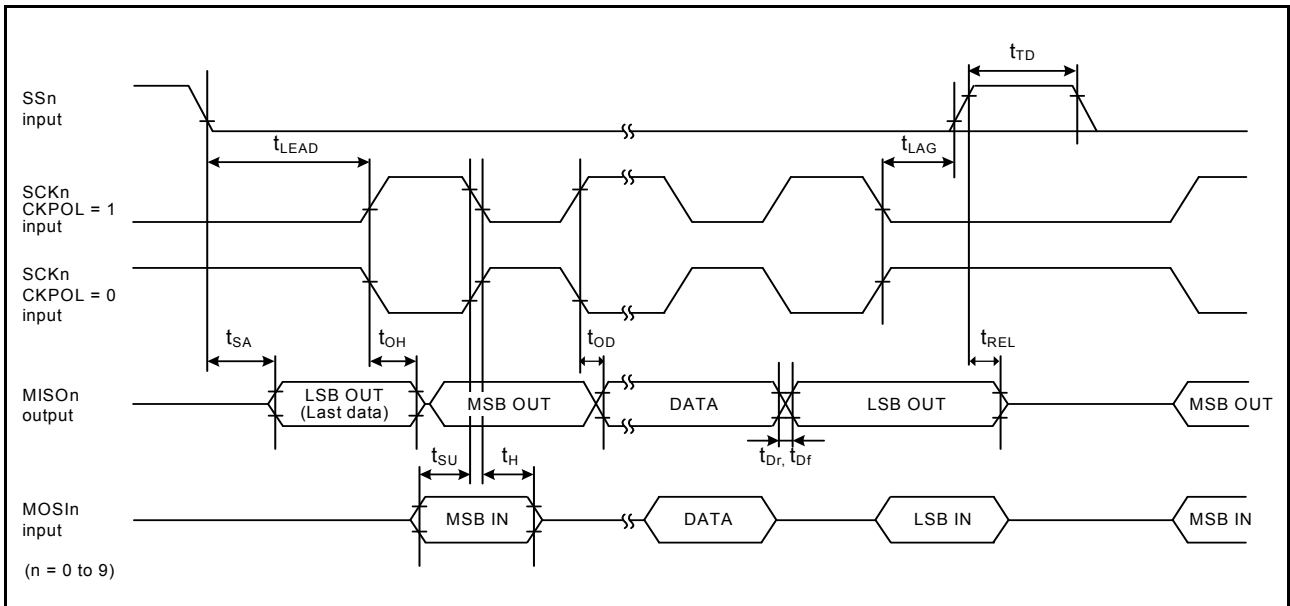 tTD
SSn
input
tLEAD
tLAG
SCKn
CKPOL = 1
input
SCKn
CKPOL = 0
input
tSA
tOH
tOD
tREL
MISOn
output
LSB OUT
(Last data)
MSB OUT
DATA
LSB OUT
MSB OUT
tSU
tH
tDr, tDf
MOSIn
input
MSB IN
DATA
LSB IN
MSB IN
(n = 0 to 9)